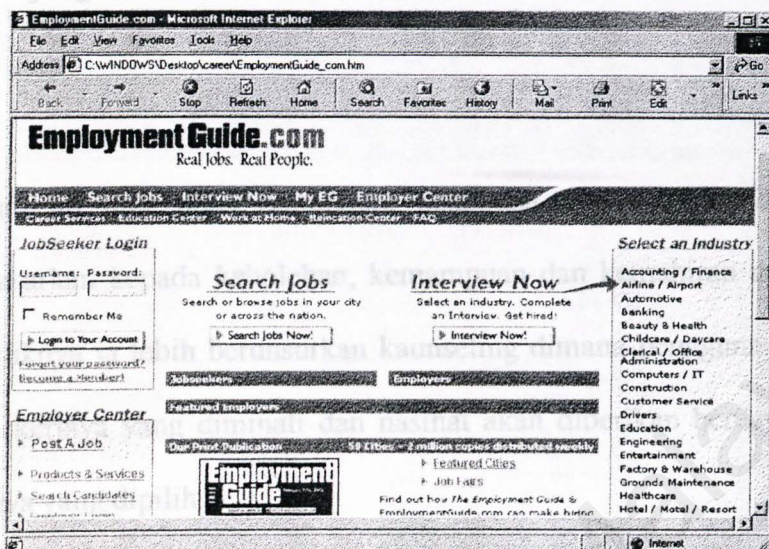 EmploymentGuide.com - Microsoft Internet Explorer
File Edit View Favorites Tools Help
Address C:\WINDOWS\Desktop\career\EmploymentGuide_com.htm Go
Back Forward Stop Refresh Home Search Favorites History Mail Print Edit Links
Employment Guide.com
Real Jobs. Real People.
Home Search Jobs Interview Now My EG Employer Center
Career Services Education Center Work at Home Relocation Center FAQ
JobSeeker Login
Username: Password:
Remember Me
Login to Your Account
Forgot your password?
Become a Member!
Employer Center
Post A Job
Products & Services
Search Candidates
Search Jobs
Search or browse jobs in your city
or across the nation.
Search Jobs Now!
Interview Now
Select an industry. Complete
an Interview. Get hired!
Interview Now!
Jobseekers
Employers
Featured Employers
Our Print Publication
Employment
Guide
Featured Cities
Job Fairs
Find out how The Employment Guide &
EmploymentGuide.com can make hiring
Select an Industry
Accounting / Finance
Airline / Airport
Automotive
Banking
Beauty & Health
Childcare / Daycare
Clerical / Office
Administration
Computers / IT
Construction
Customer Service
Drivers
Education
Engineering
Entertainment
Factory & Warehouse
Grounds Maintenance
Healthcare
Hotel / Motel / Resort
Internet